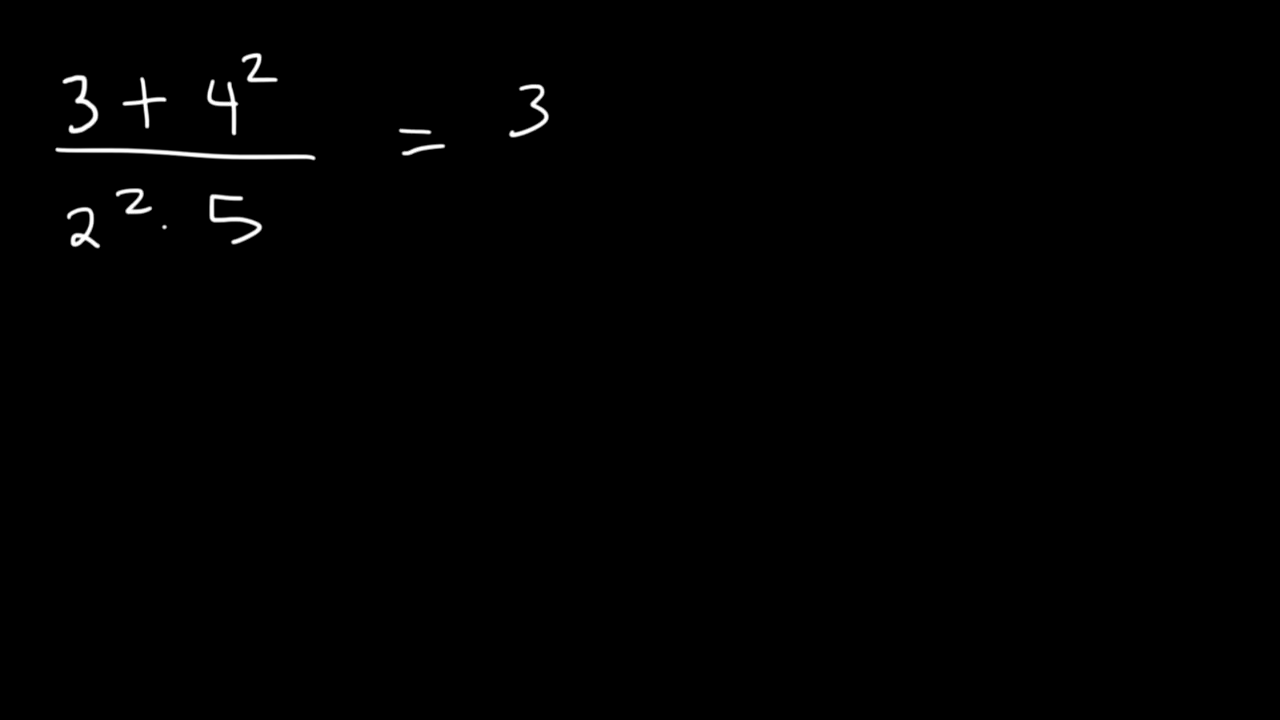 3 + 4² = 3
2² · 5